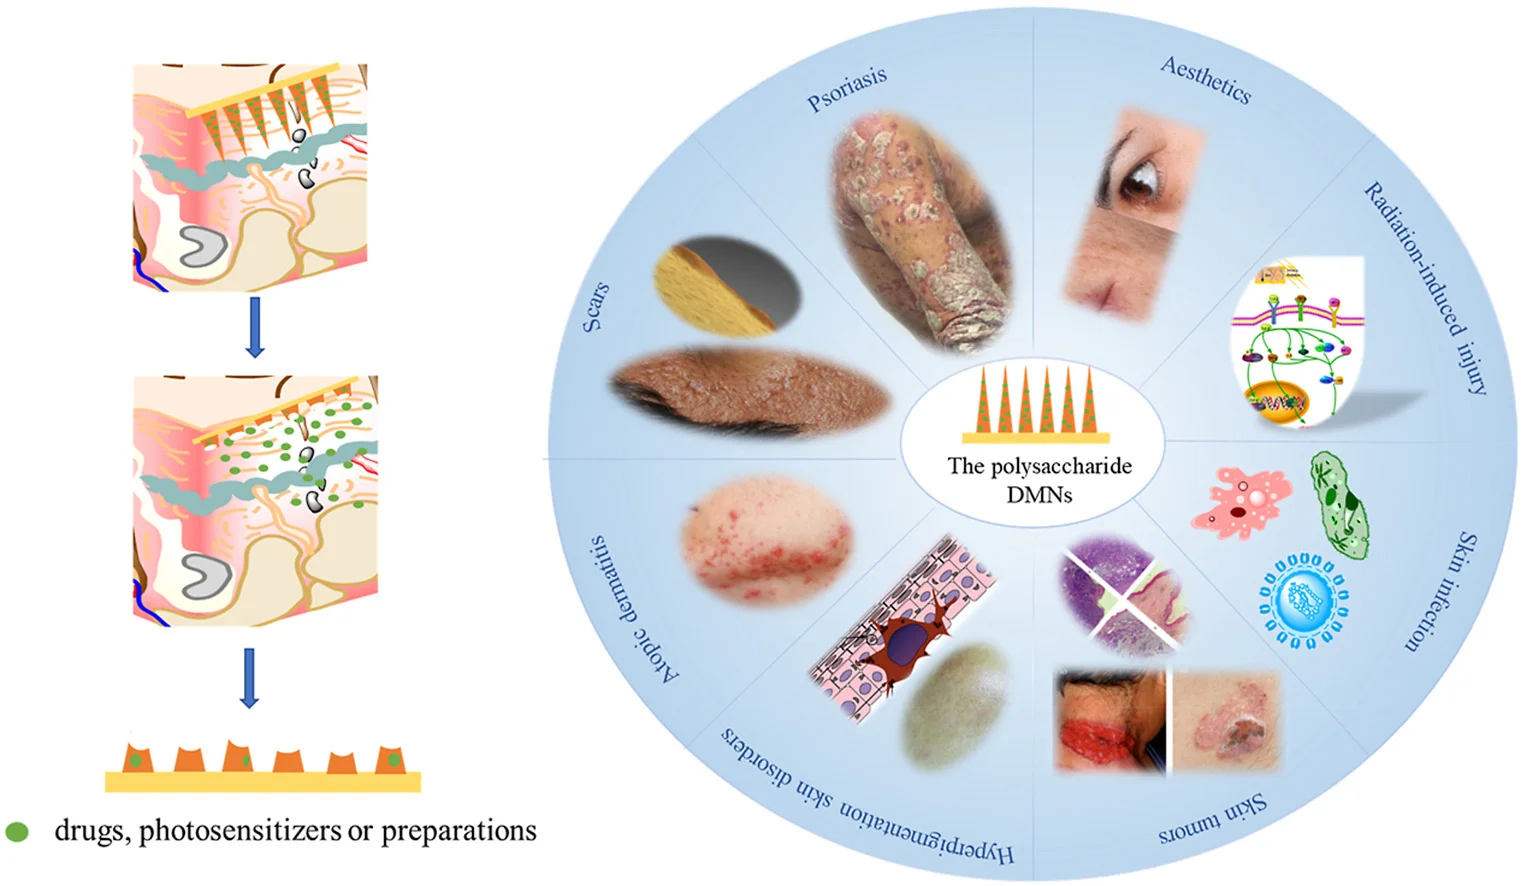 Psoriasis
Aesthetics
Radiation-induced injury
Skin infection
Skin tumors
Hyperpigmentation skin disorders
Atopic dermatitis
Scars
The polysaccharide
DMNs
drugs, photosensitizers or preparations